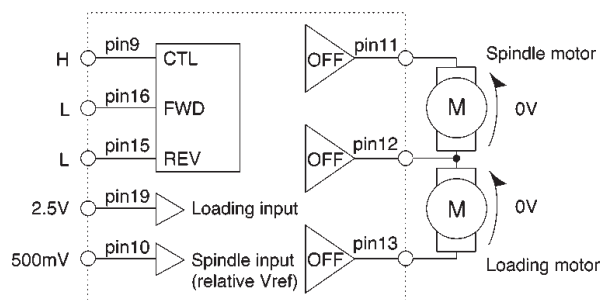 H pin9 CTL OFF pin11 Spindle motor
L pin16 FWD M 0V
L pin15 REV OFF pin12
2.5V pin19 Loading input M 0V
500mV pin10 Spindle input OFF pin13
(relative Vref) Loading motor